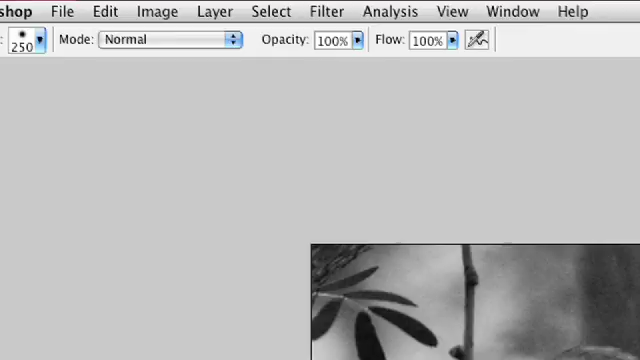 shop File Edit Image Layer Select Filter Analysis View Window Help
: 250 Mode: Normal Opacity: 100% Flow: 100%